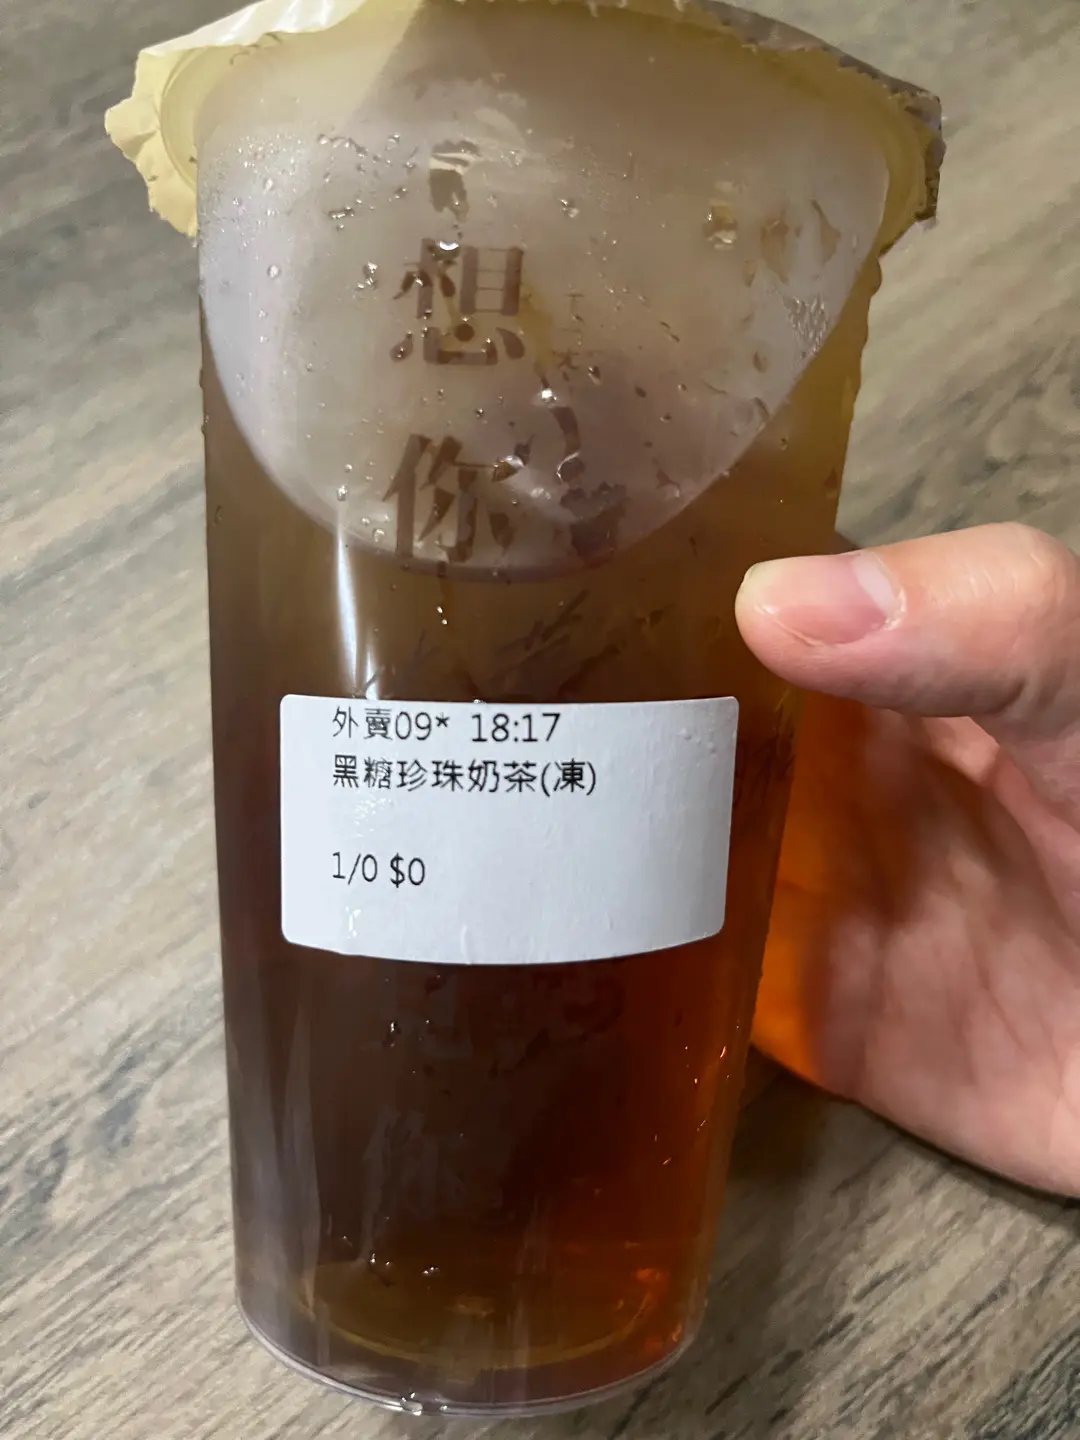 想
你
外賣09* 18:17
黑糖珍珠奶茶(凍)
1/0 $0